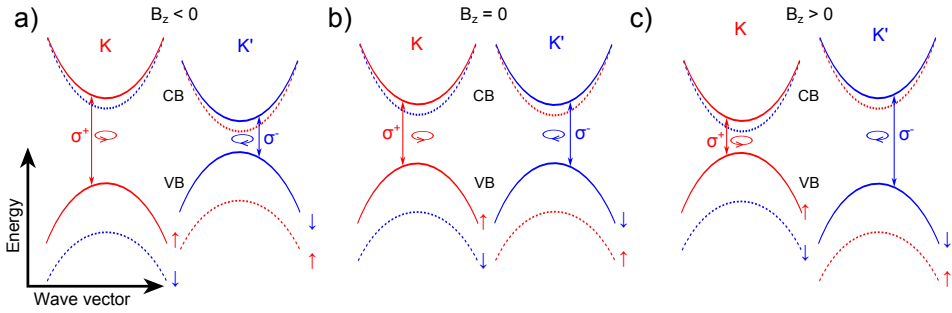 a)
B_z < 0
K
K'
CB
σ⁺
σ⁻
VB
↑
↓
↓
↑
Energy
Wave vector
b)
B_z = 0
K
K'
CB
σ⁺
σ⁻
VB
↑
↓
↓
↑
c)
B_z > 0
K
K'
CB
σ⁺
σ⁻
VB
↑
↓
↓
↑